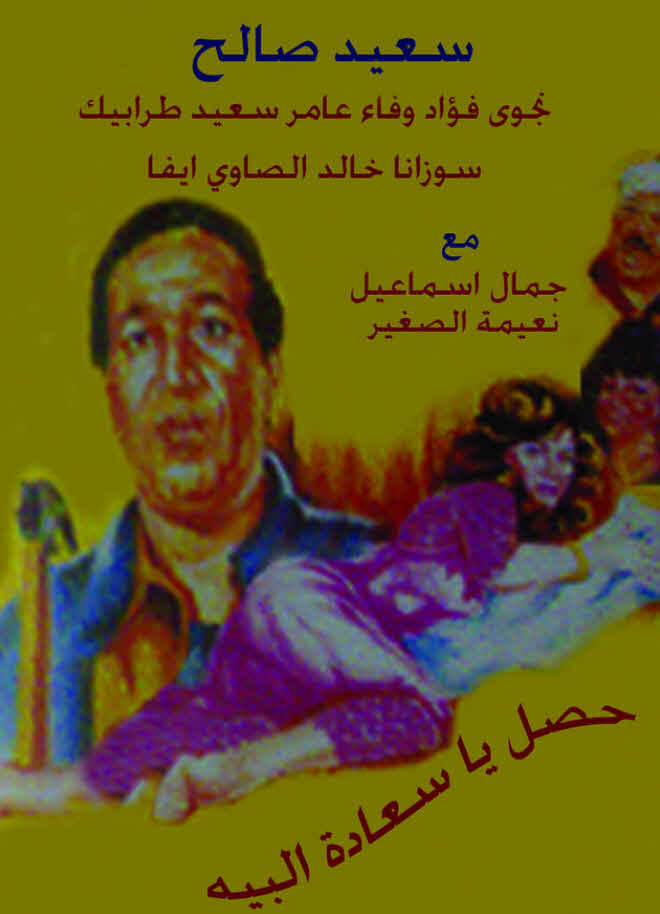 سعيد صالح
نجوى فؤاد وفاء عامر سعيد طرابيك
سوزانا خالد الصاوي ايفا
مع
جمال اسماعيل
نعيمة الصغير
حصل يا سعادة البيه